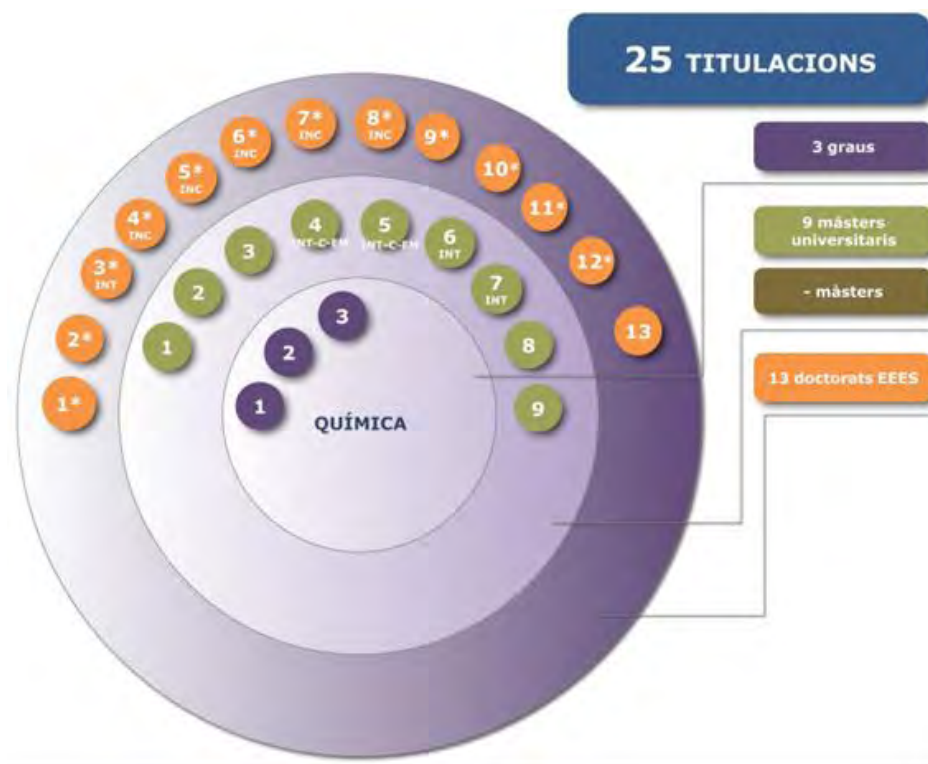 25 TITULACIONS
3 graus
9 màsters
universitaris
- màsters
13 doctorats EEES
1*
2*
3*
INT
4*
INC
5*
INC
6*
INC
7*
INC
8*
INC
9*
10*
11*
12*
13
1
2
3
4
INT-C-EM
5
INT-C-EM
6
INT
7
INT
8
9
1
2
3
QUÍMICA